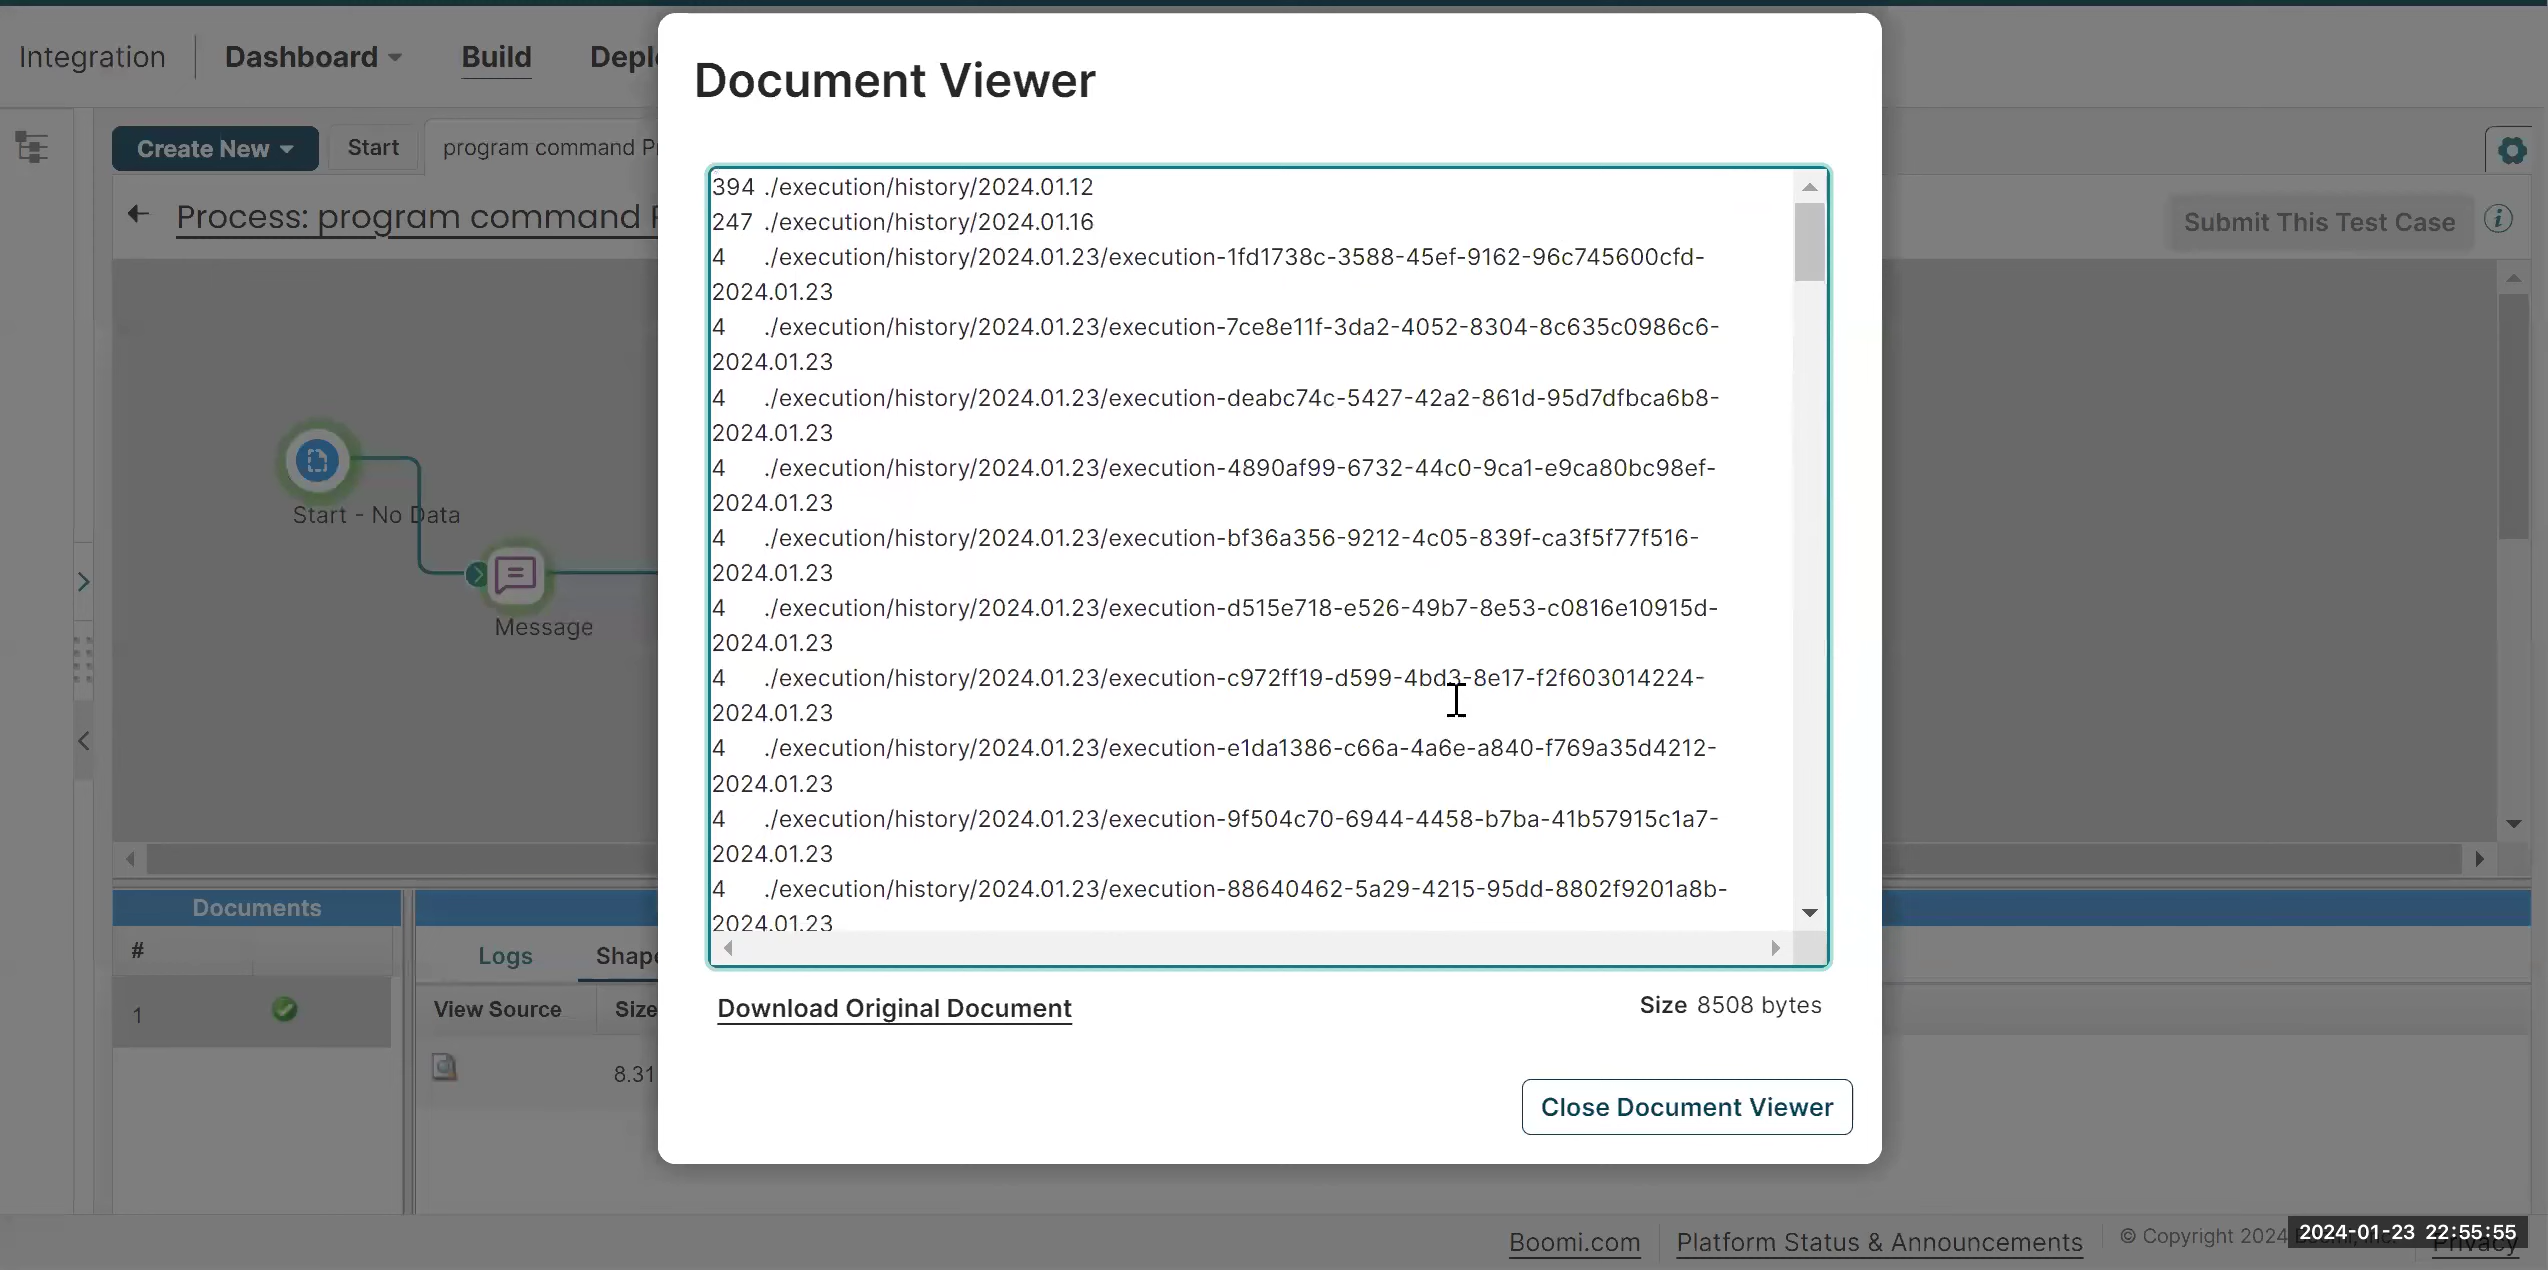 Integration
Dashboard
Build
Depl
Document Viewer
Create New
Start
program command P
Process: program command
Submit This Test Case
394 ./execution/history/2024.01.12
247 ./execution/history/2024.01.16
4 ./execution/history/2024.01.23/execution-1fd1738c-3588-45ef-9162-96c745600cfd-
2024.01.23
4 ./execution/history/2024.01.23/execution-7ce8e11f-3da2-4052-8304-8c635c0986c6-
2024.01.23
4 ./execution/history/2024.01.23/execution-deabc74c-5427-42a2-861d-95d7dfbca6b8-
2024.01.23
4 ./execution/history/2024.01.23/execution-4890af99-6732-44c0-9ca1-e9ca80bc98ef-
2024.01.23
4 ./execution/history/2024.01.23/execution-bf36a356-9212-4c05-839f-ca3f5f77f516-
2024.01.23
4 ./execution/history/2024.01.23/execution-d515e718-e526-49b7-8e53-c0816e10915d-
2024.01.23
4 ./execution/history/2024.01.23/execution-c972ff19-d599-4bd3-8e17-f2f603014224-
2024.01.23
4 ./execution/history/2024.01.23/execution-e1da1386-c66a-4a6e-a840-f769a35d4212-
2024.01.23
4 ./execution/history/2024.01.23/execution-9f504c70-6944-4458-b7ba-41b57915c1a7-
2024.01.23
4 ./execution/history/2024.01.23/execution-88640462-5a29-4215-95dd-8802f9201a8b-
2024.01.23
Start - No Data
Message
Documents
#
1
Logs
Shape
View Source
Size
8.31
Download Original Document
Size 8508 bytes
Close Document Viewer
Boomi.com
Platform Status & Announcements
© Copyright 2024
2024-01-23 22:55:55
Privacy